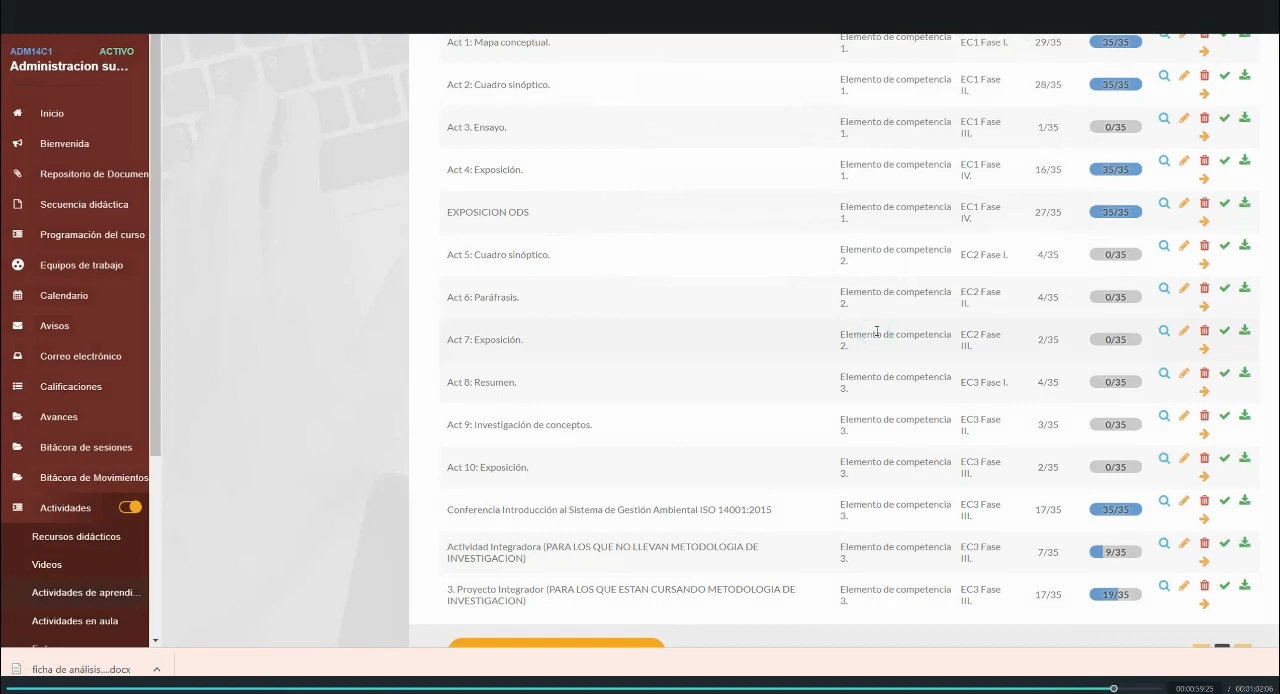 ADM14C1 ACTIVO
Administracion su...
Inicio
Bienvenida
Repositorio de Documen
Secuencia didáctica
Programación del curso
Equipos de trabajo
Calendario
Avisos
Correo electrónico
Calificaciones
Avances
Bitácora de sesiones
Bitácora de Movimientos
Actividades
Recursos didácticos
Videos
Actividades de aprendi...
Actividades en aula
Act 1: Mapa conceptual. Elemento de competencia 1. EC1 Fase I. 29/35 35/35
Act 2: Cuadro sinóptico. Elemento de competencia 1. EC1 Fase II. 28/35 35/35
Act 3. Ensayo. Elemento de competencia 1. EC1 Fase III. 1/35 0/35
Act 4: Exposición. Elemento de competencia 1. EC1 Fase IV. 16/35 35/35
EXPOSICION ODS Elemento de competencia 1. EC1 Fase IV. 27/35 35/35
Act 5: Cuadro sinóptico. Elemento de competencia 2. EC2 Fase I. 4/35 0/35
Act 6: Paráfrasis. Elemento de competencia 2. EC2 Fase II. 4/35 0/35
Act 7: Exposición. Elemento de competencia 2. EC2 Fase III. 2/35 0/35
Act 8: Resumen. Elemento de competencia 3. EC3 Fase I. 4/35 0/35
Act 9: Investigación de conceptos. Elemento de competencia 3. EC3 Fase II. 3/35 0/35
Act 10: Exposición. Elemento de competencia 3. EC3 Fase III. 2/35 0/35
Conferencia Introducción al Sistema de Gestión Ambiental ISO 14001:2015 Elemento de competencia 3. EC3 Fase III. 17/35 35/35
Actividad Integradora (PARA LOS QUE NO LLEVAN METODOLOGIA DE INVESTIGACION) Elemento de competencia 3. EC3 Fase III. 7/35 9/35
3. Proyecto Integrador (PARA LOS QUE ESTAN CURSANDO METODOLOGIA DE INVESTIGACION) Elemento de competencia 3. EC3 Fase III. 17/35 19/35
ficha de análisis....docx
00:00:59:25 / 00:01:02:06